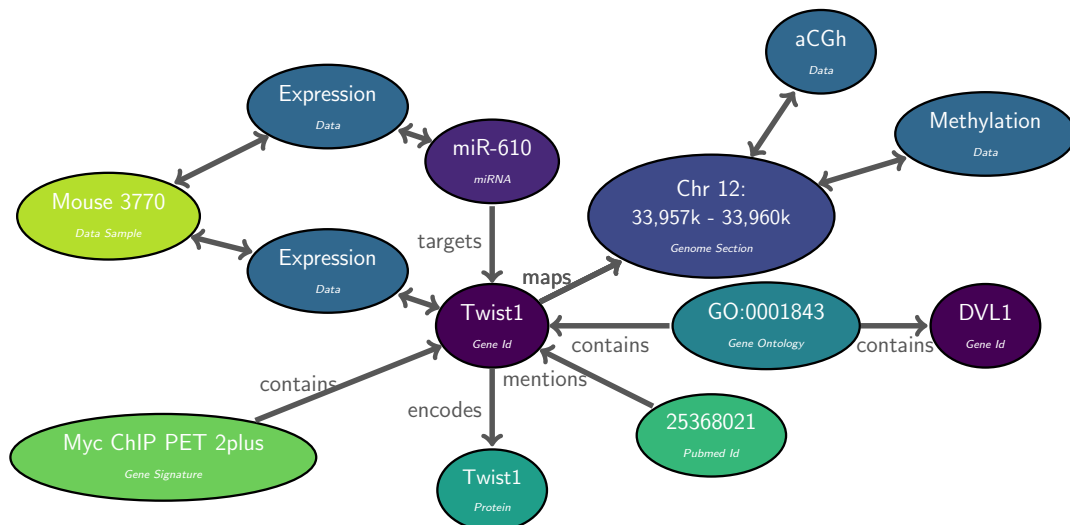 aCGh
Data
Expression
Data
Methylation
Data
miR-610
miRNA
Chr 12:
33,957k - 33,960k
Genome Section
Mouse 3770
Data Sample
targets
Expression
Data
maps
Twist1
Gene Id
GO:0001843
Gene Ontology
DVL1
Gene Id
contains
contains
mentions
contains
encodes
25368021
Pubmed Id
Myc ChIP PET 2plus
Gene Signature
Twist1
Protein